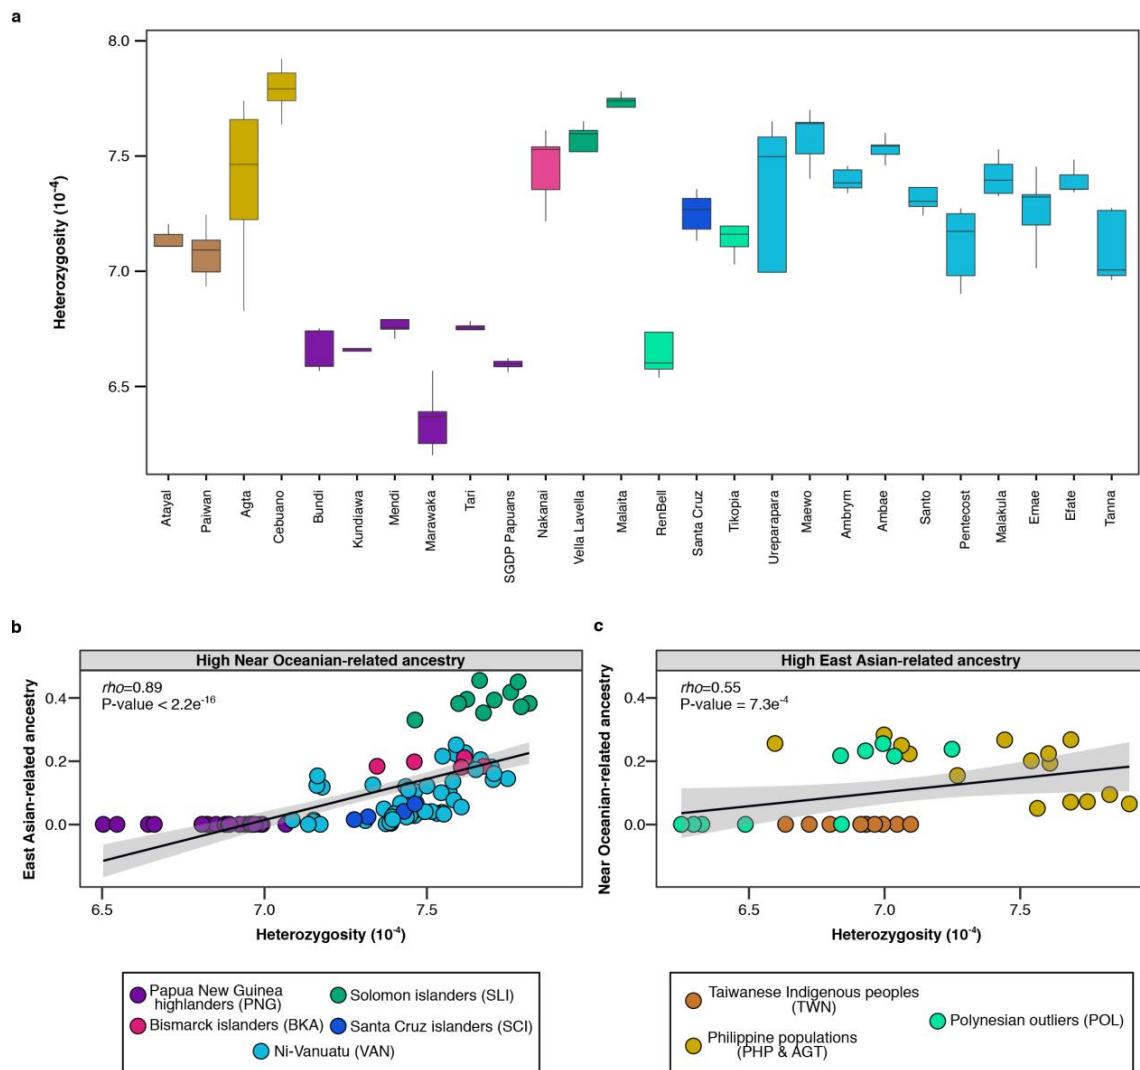 a
8.0
7.5
7.0
6.5
Heterozygosity (10-4)
Atayal
Paiwan
Agta
Cebuano
Bundi
Kundiawa
Mendi
Marawaka
Tari
SGDP Papuans
Nakanai
Vella Lavella
Malaita
RenBell
Santa Cruz
Tikopia
Ureparapara
Maewo
Ambrym
Ambae
Santo
Pentecost
Malakula
Emae
Efate
Tanna
b
High Near Oceanian-related ancestry
rho=0.89
P-value < 2.2e-16
0.4
0.2
0.0
East Asian-related ancestry
6.5 7.0 7.5
Heterozygosity (10-4)
Papua New Guinea
highlanders (PNG)
Solomon islanders (SLI)
Bismarck islanders (BKA)
Santa Cruz islanders (SCI)
Ni-Vanuatu (VAN)
c
High East Asian-related ancestry
rho=0.55
P-value = 7.3e-4
0.4
0.2
0.0
Near Oceanian-related ancestry
6.5 7.0 7.5
Heterozygosity (10-4)
Taiwanese Indigenous peoples
(TWN)
Polynesian outliers (POL)
Philippine populations
(PHP & AGT)